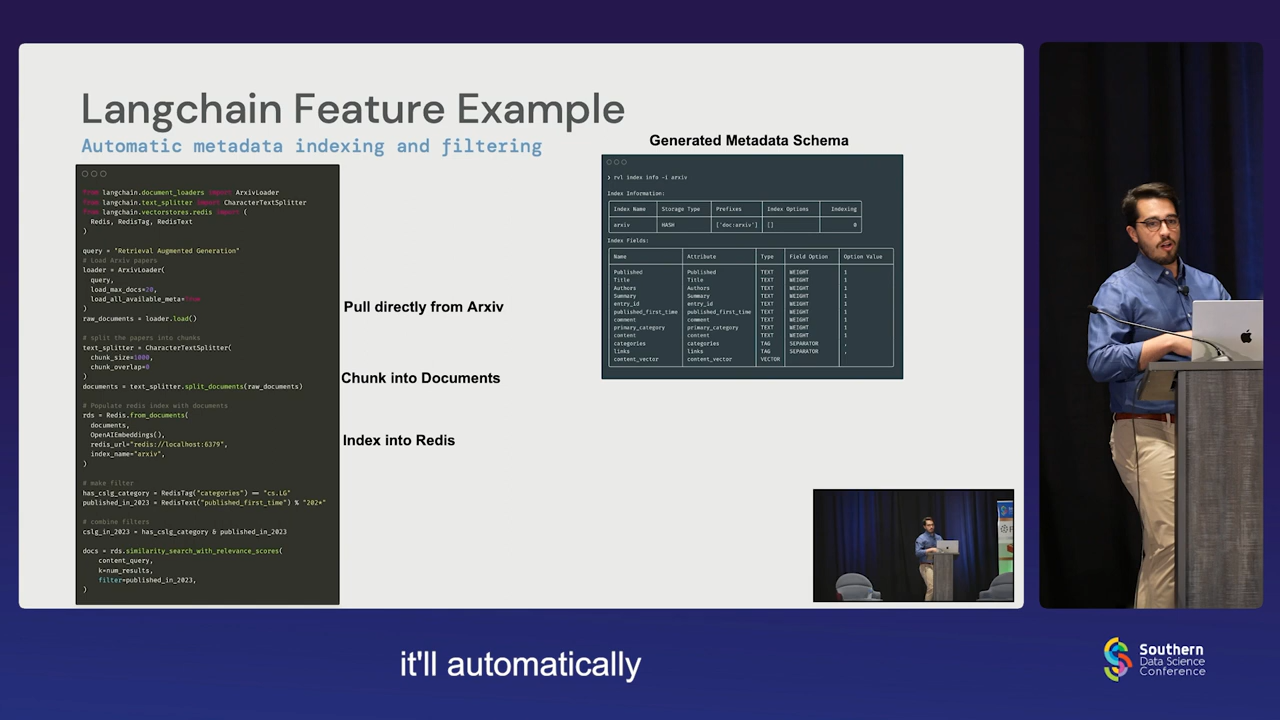 Langchain Feature Example
Automatic metadata indexing and filtering
from langchain.document_loaders import ArxivLoader
from langchain.text_splitter import CharacterTextSplitter
from langchain.vectorstores.redis import (
Redis, RedisTag, RedisText
)
query = "Retrieval Augmented Generation"
# Load Arxiv papers
loader = ArxivLoader(
query,
load_max_docs=20,
load_all_available_meta=True
)
raw_documents = loader.load()
# split the papers into chunks
text_splitter = CharacterTextSplitter(
chunk_size=1000,
chunk_overlap=0
)
documents = text_splitter.split_documents(raw_documents)
# Populate redis index with documents
rds = Redis.from_documents(
documents,
OpenAIEmbeddings(),
redis_url="redis://localhost:6379",
index_name="arxiv",
)
# make filter
has_cslg_category = RedisTag("categories") == "cs.LG"
published_in_2023 = RedisText("published_first_time") % "202*"
# combine filters
cslg_in_2023 = has_cslg_category & published_in_2023
docs = rds.similarity_search_with_relevance_scores(
content_query,
k=num_results,
filter=published_in_2023,
)
Pull directly from Arxiv
Chunk into Documents
Index into Redis
Generated Metadata Schema
❯ rvl index info -i arxiv
Index Information:
Index Name Storage Type Prefixes Index Options Indexing
arxiv HASH ['doc:arxiv'] [] 0
Index Fields:
Name Attribute Type Field Option Option Value
Published Published TEXT WEIGHT 1
Title Title TEXT WEIGHT 1
Authors Authors TEXT WEIGHT 1
Summary Summary TEXT WEIGHT 1
entry_id entry_id TEXT WEIGHT 1
published_first_time published_first_time TEXT WEIGHT 1
comment comment TEXT WEIGHT 1
primary_category primary_category TEXT WEIGHT 1
content content TEXT WEIGHT 1
categories categories TAG SEPARATOR ,
links links TAG SEPARATOR ,
content_vector content_vector VECTOR
it'll automatically
Southern
Data Science
Conference